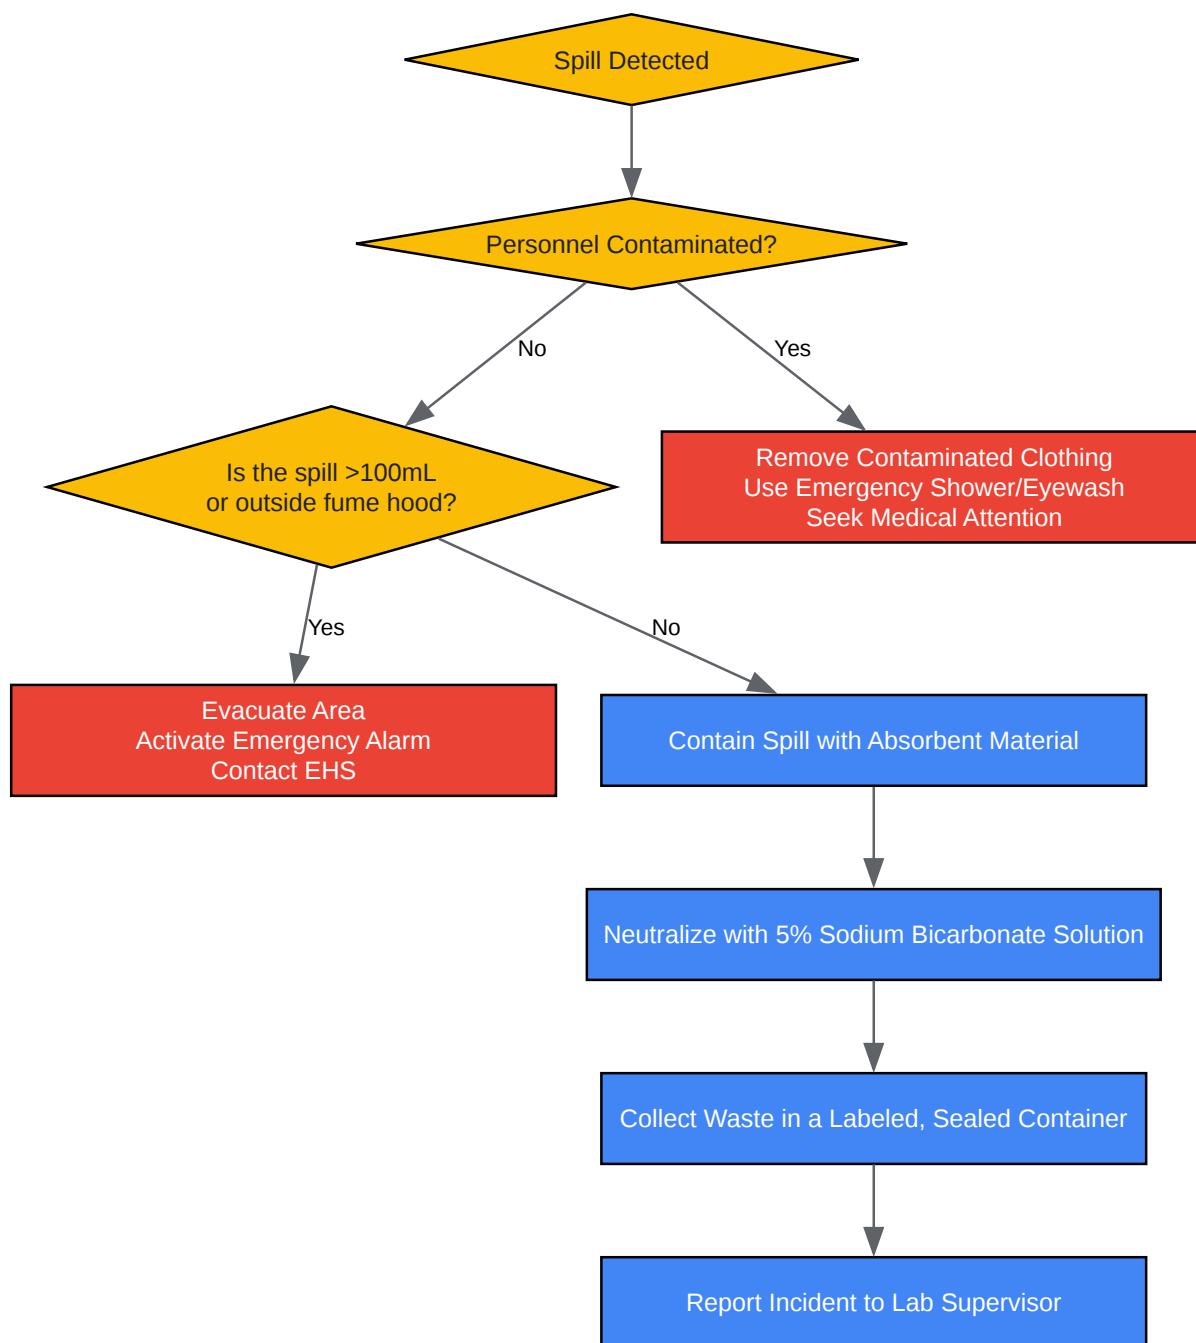 Spill Detected
Personnel Contaminated?
No
Yes
Is the spill >100mL
or outside fume hood?
Remove Contaminated Clothing
Use Emergency Shower/Eyewash
Seek Medical Attention
Yes
No
Evacuate Area
Activate Emergency Alarm
Contact EHS
Contain Spill with Absorbent Material
Neutralize with 5% Sodium Bicarbonate Solution
Collect Waste in a Labeled, Sealed Container
Report Incident to Lab Supervisor